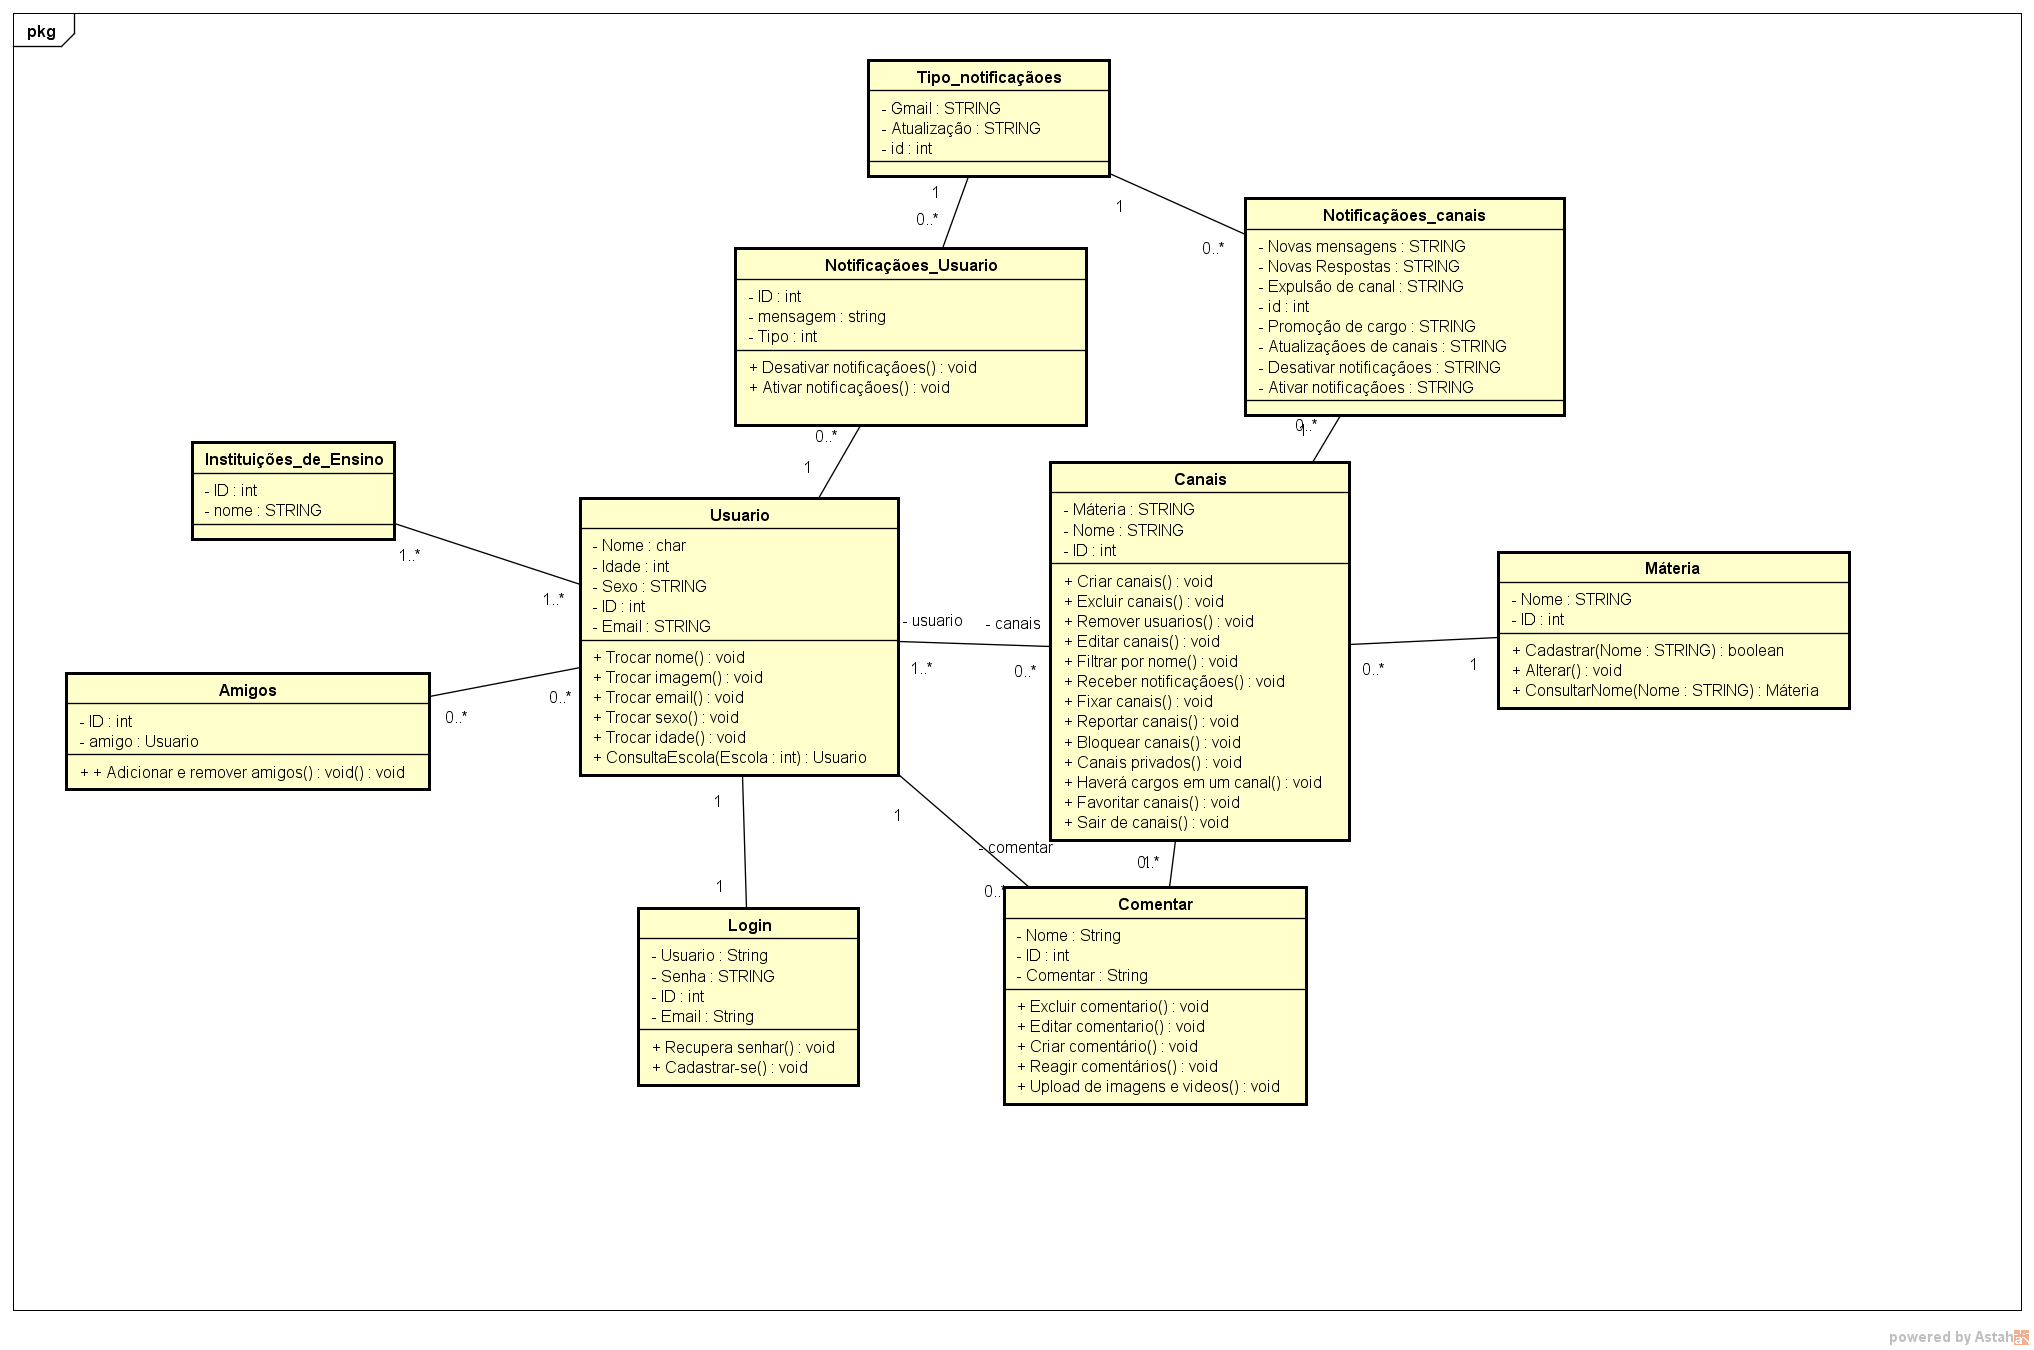 pkg
Tipo_notificaçãoes
- Gmail : STRING
- Atualização : STRING
- id : int
1
0..*
1
0..*
Notificaçãoes_canais
- Novas mensagens : STRING
- Novas Respostas : STRING
- Expulsão de canal : STRING
- id : int
- Promoção de cargo : STRING
- Atualizaçãoes de canais : STRING
- Desativar notificaçãoes : STRING
- Ativar notificaçãoes : STRING
Notificaçãoes_Usuario
- ID : int
- mensagem : string
- Tipo : int
+ Desativar notificaçãoes() : void
+ Ativar notificaçãoes() : void
0..*
1
0..*
1
Instituições_de_Ensino
- ID : int
- nome : STRING
1..*
1..*
Usuario
- Nome : char
- Idade : int
- Sexo : STRING
- ID : int
- Email : STRING
+ Trocar nome() : void
+ Trocar imagem() : void
+ Trocar email() : void
+ Trocar sexo() : void
+ Trocar idade() : void
+ ConsultaEscola(Escola : int) : Usuario
- usuario
- canais
1..*
0..*
Canais
- Máteria : STRING
- Nome : STRING
- ID : int
+ Criar canais() : void
+ Excluir canais() : void
+ Remover usuarios() : void
+ Editar canais() : void
+ Filtrar por nome() : void
+ Receber notificaçãoes() : void
+ Fixar canais() : void
+ Reportar canais() : void
+ Bloquear canais() : void
+ Canais privados() : void
+ Haverá cargos em um canal() : void
+ Favoritar canais() : void
+ Sair de canais() : void
0..*
1
Máteria
- Nome : STRING
- ID : int
+ Cadastrar(Nome : STRING) : boolean
+ Alterar() : void
+ ConsultarNome(Nome : STRING) : Máteria
Amigos
- ID : int
- amigo : Usuario
+ + Adicionar e remover amigos() : void() : void
0..*
0..*
1
1
1
- comentar
0..*
1
0..*
Login
- Usuario : String
- Senha : STRING
- ID : int
- Email : String
+ Recupera senhar() : void
+ Cadastrar-se() : void
Comentar
- Nome : String
- ID : int
- Comentar : String
+ Excluir comentario() : void
+ Editar comentario() : void
+ Criar comentário() : void
+ Reagir comentários() : void
+ Upload de imagens e videos() : void
powered by Astah